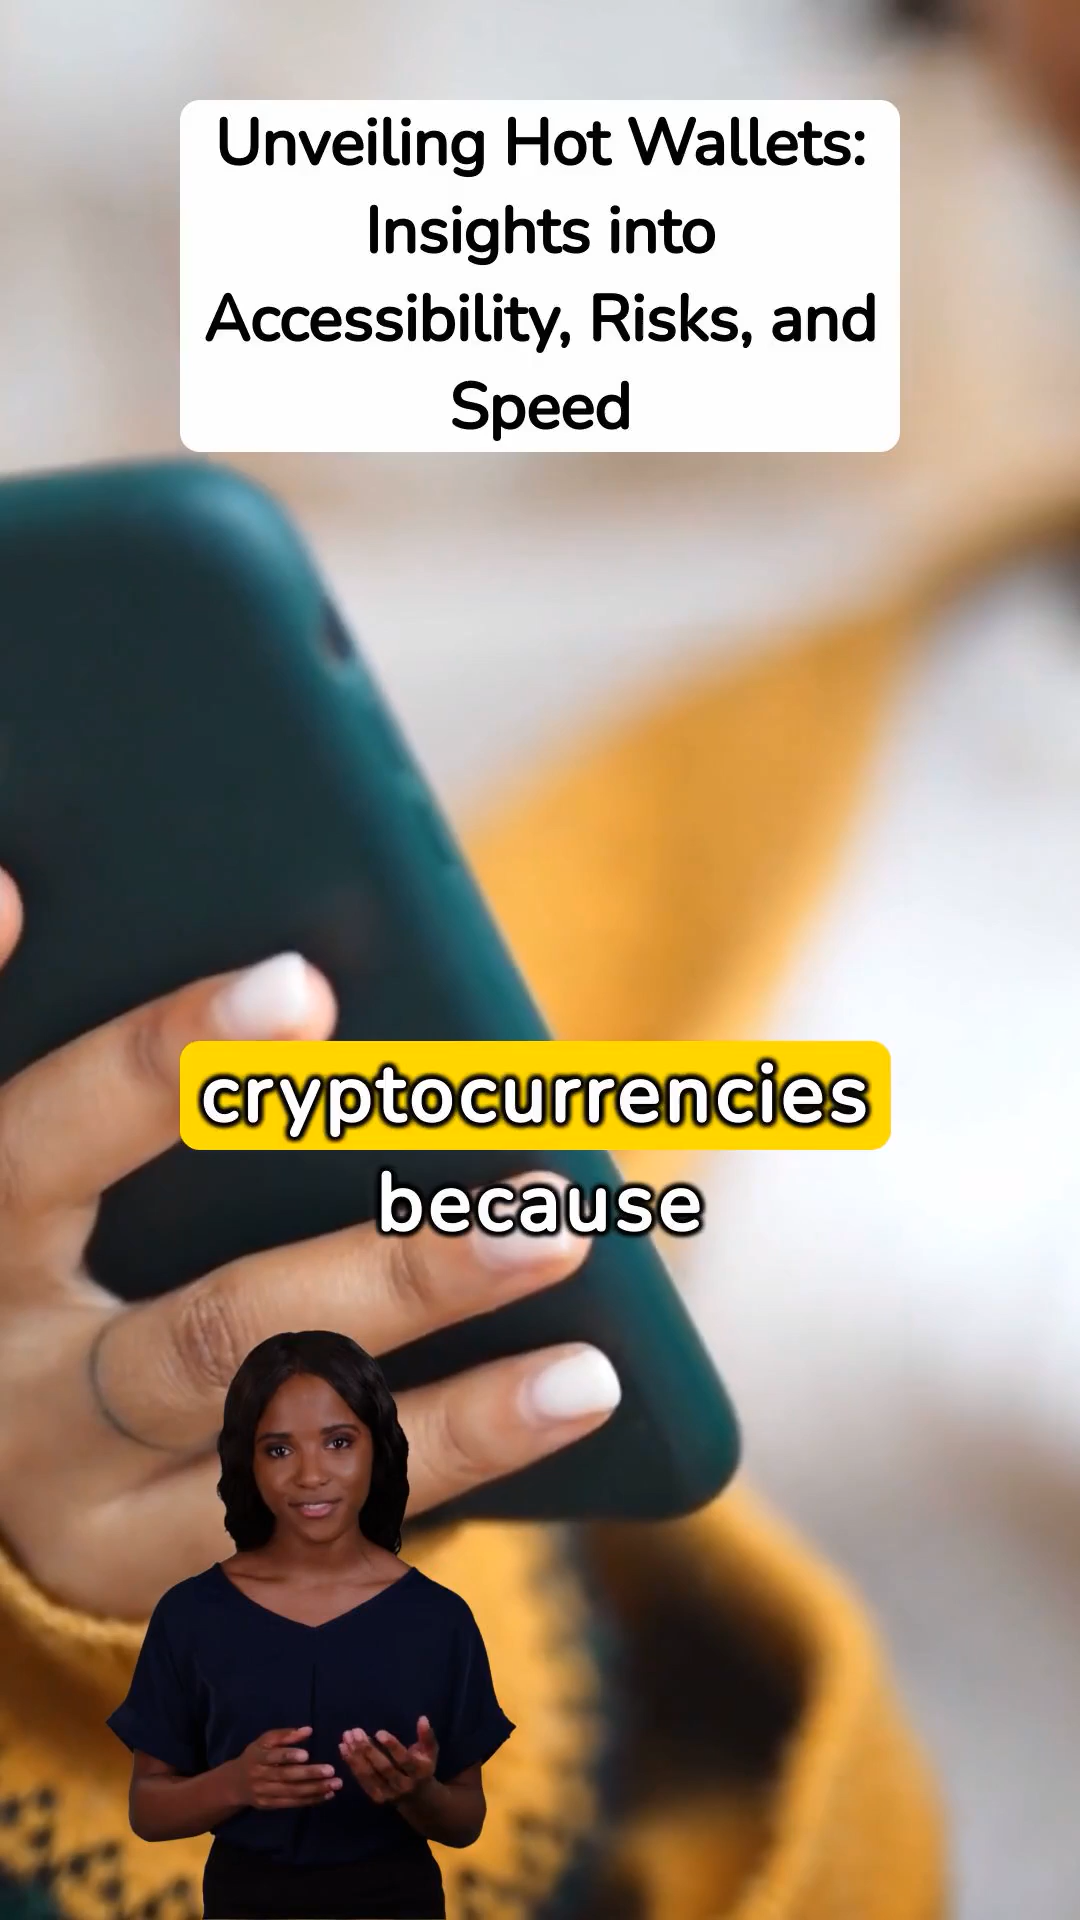 Unveiling Hot Wallets:
Insights into
Accessibility, Risks, and
Speed
cryptocurrencies
because